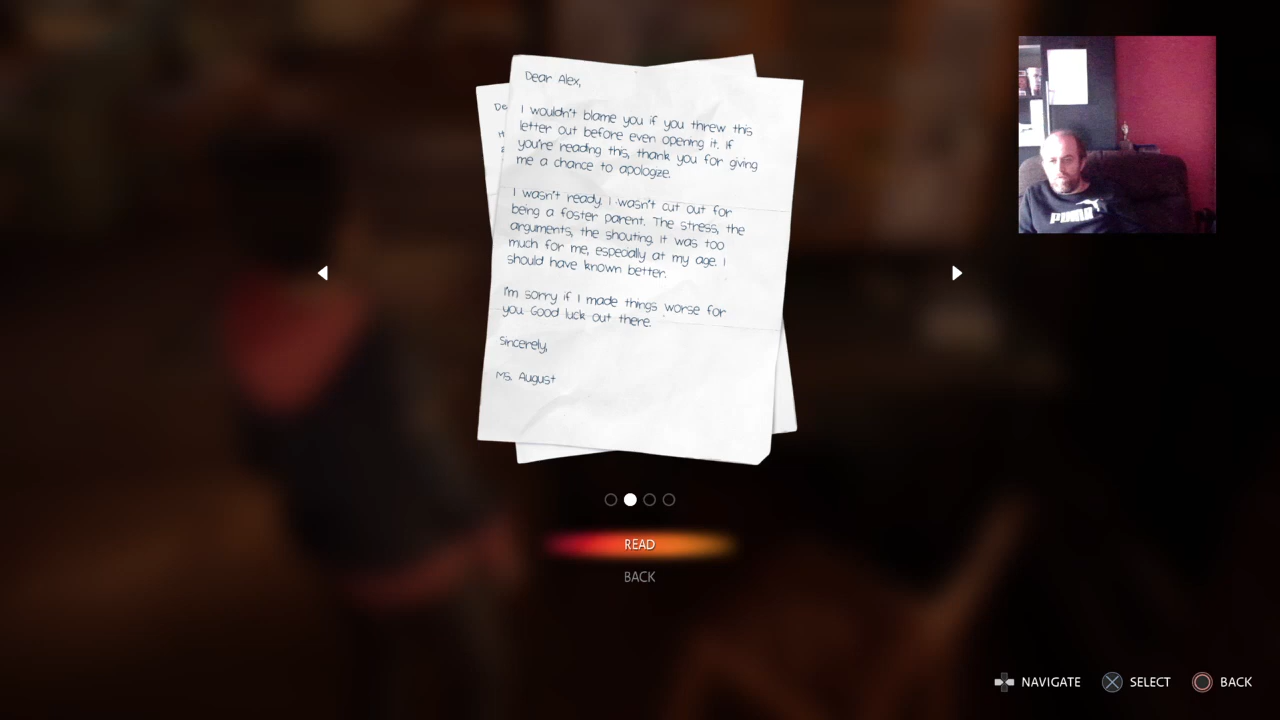 Dear Alex,
I wouldn't blame you if you threw this
letter out before even opening it. If
you're reading this, thank you for giving
me a chance to apologize.
I wasn't ready. I wasn't cut out for
being a foster parent. The stress, the
arguments, the shouting. it was too
much for me, especially at my age. I
should have known better.
I'm sorry if I made things worse for
you. Good luck out there.
Sincerely,
Ms. August
De
PUMA
READ
BACK
NAVIGATE
SELECT
BACK